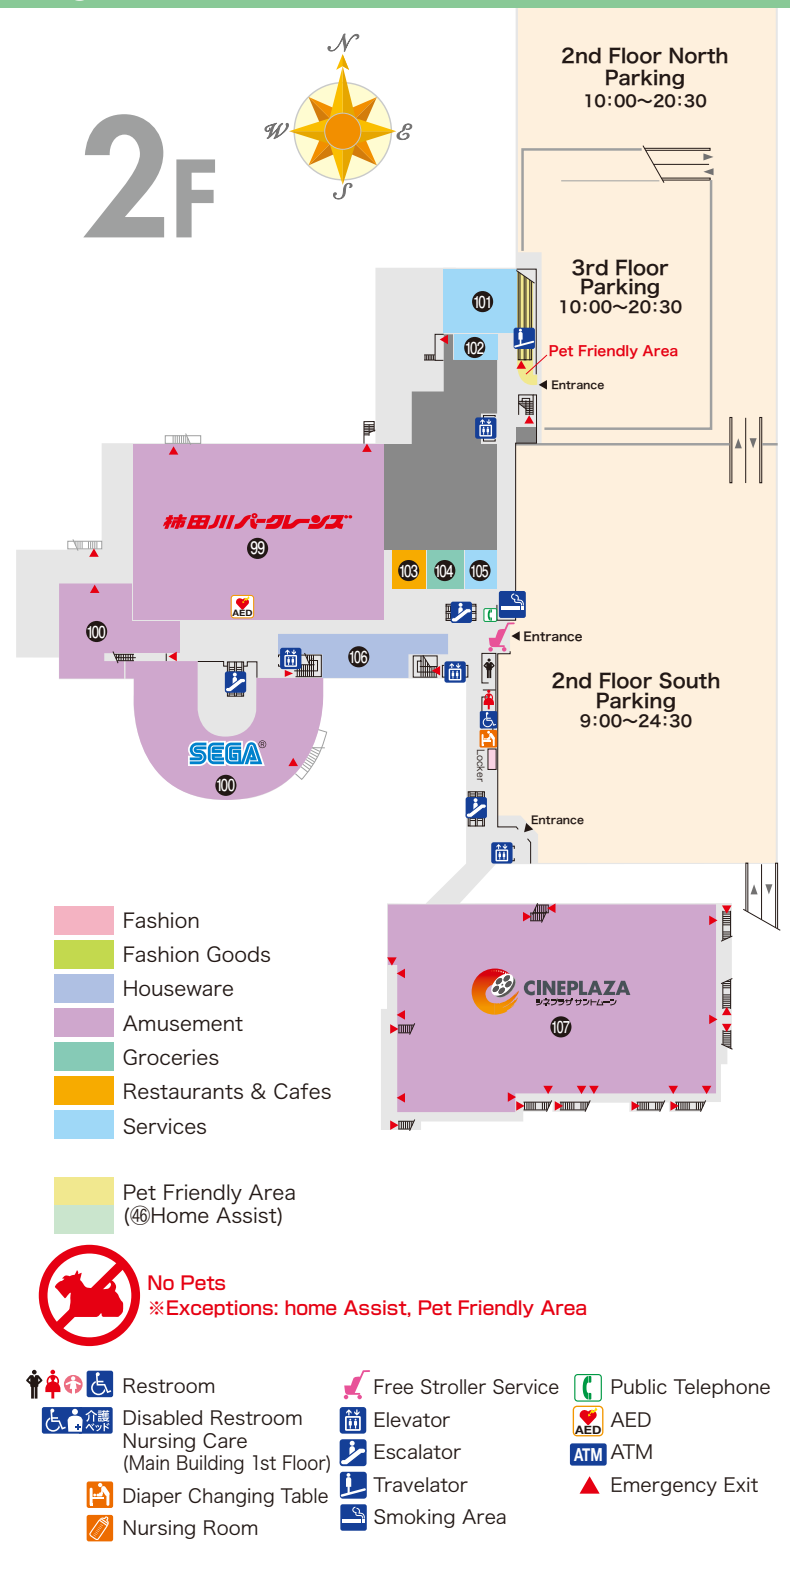 N
W
E
S
2F
2nd Floor North
Parking
10:00～20:30
3rd Floor
Parking
10:00～20:30
101
102
Pet Friendly Area
Entrance
柿田川パークレーンズ
99
103
104
105
AED
100
106
Entrance
2nd Floor South
Parking
9:00～24:30
SEGA®
100
Locker
Entrance
CINEPLAZA
シネプラザ サントムーン
107
Fashion
Fashion Goods
Houseware
Amusement
Groceries
Restaurants & Cafes
Services
Pet Friendly Area
(㊻Home Assist)
No Pets
※Exceptions: home Assist, Pet Friendly Area
Restroom
介護
ベッド
Disabled Restroom
Nursing Care
(Main Building 1st Floor)
Diaper Changing Table
Nursing Room
Free Stroller Service
Elevator
Escalator
Travelator
Smoking Area
Public Telephone
AED
AED
ATM
ATM
Emergency Exit